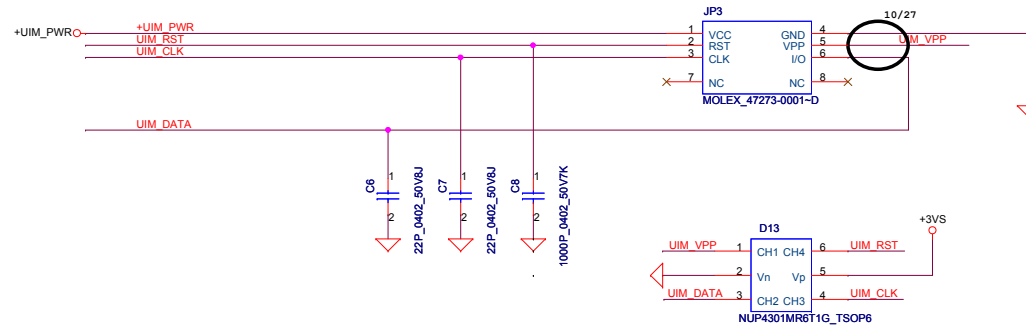 JP3
10/27
+UIM_PWR
+UIM_PWR
1
VCC
GND
4
UIM_RST
2
RST
VPP
5
UIM_VPP
UIM_CLK
3
CLK
I/O
6
7
NC
NC
8
MOLEX_47273-0001~D
UIM_DATA
C6
1
2
22P_0402_50V8J
C7
1
2
22P_0402_50V8J
C8
1
2
1000P_0402_50V7K
+3VS
D13
UIM_VPP
1
CH1
CH4
6
UIM_RST
2
Vn
Vp
5
UIM_DATA
3
CH2
CH3
4
UIM_CLK
NUP4301MR6T1G_TSOP6